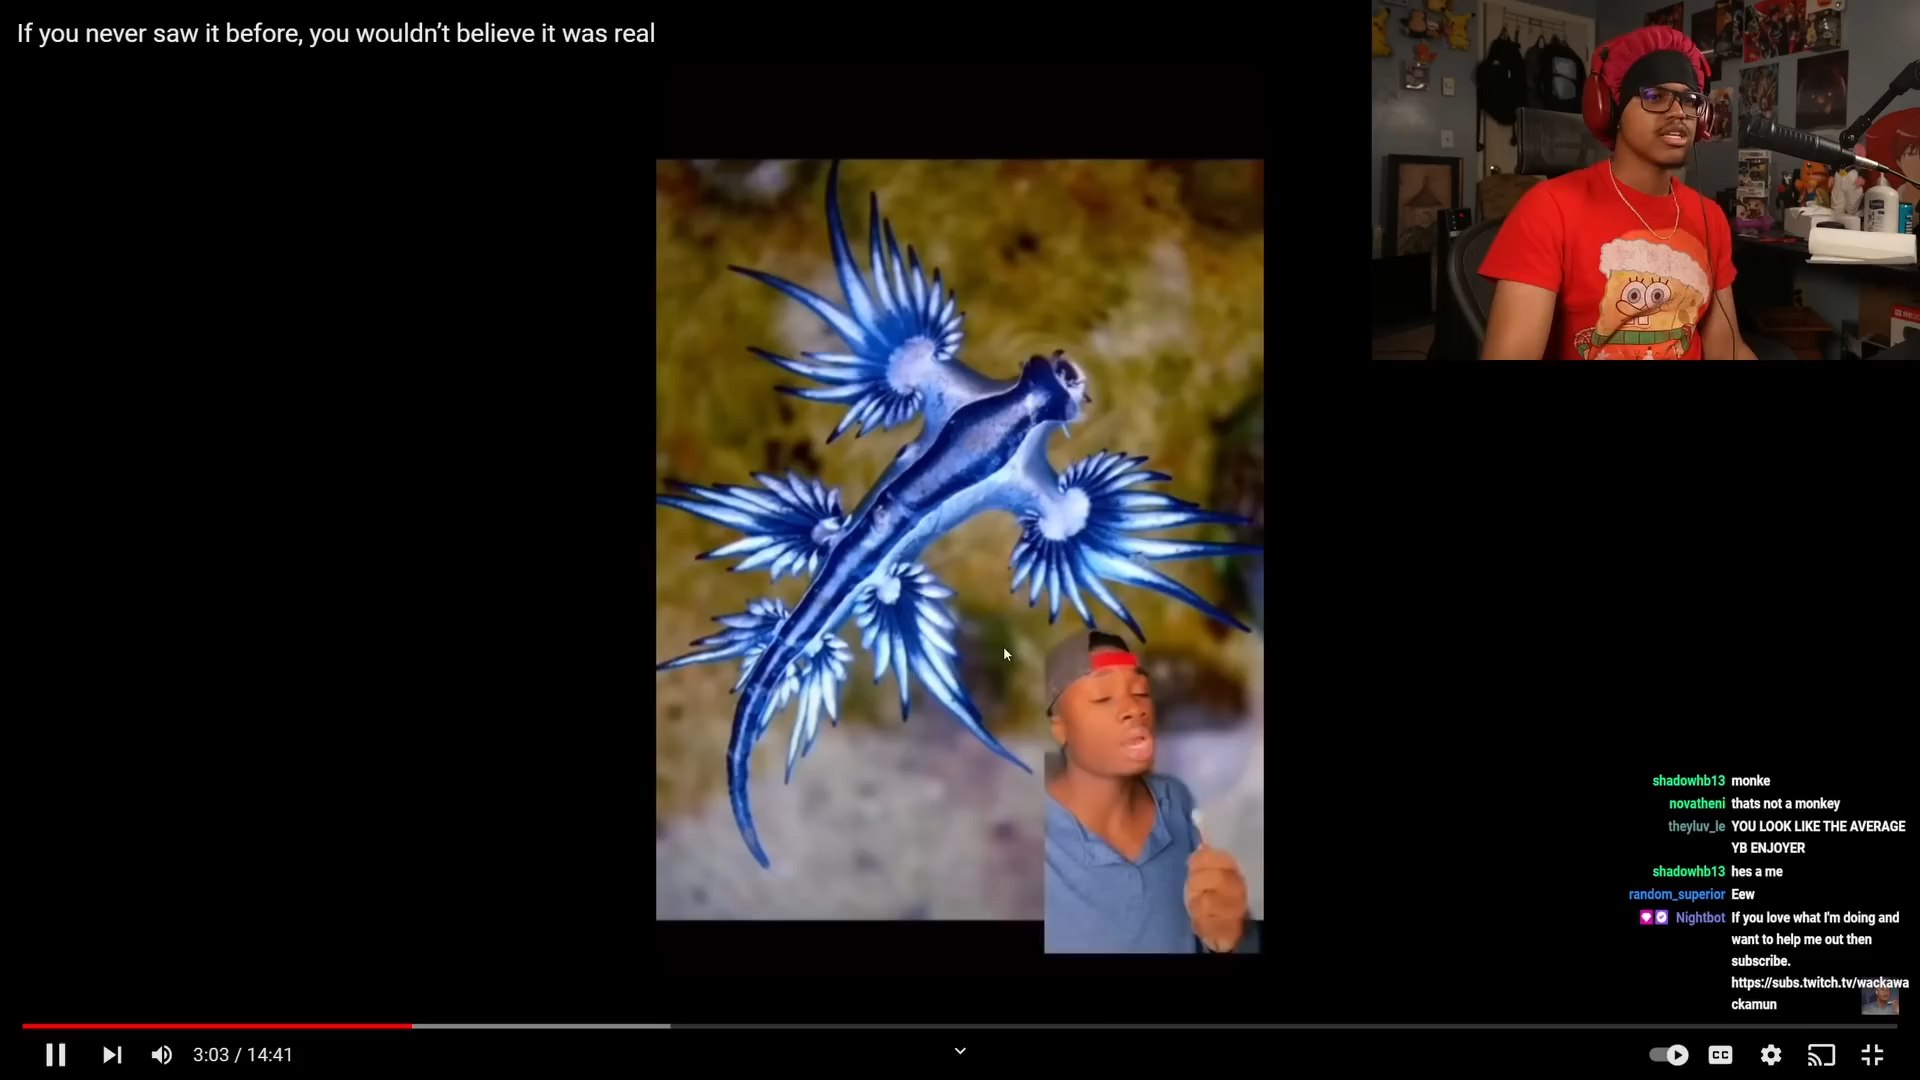 If you never saw it before, you wouldn’t believe it was real
shadowhb13 monke
novatheni thats not a monkey
theyluv_le YOU LOOK LIKE THE AVERAGE
YB ENJOYER
shadowhb13 hes a me
random_superior Eew
Nightbot If you love what I'm doing and
want to help me out then
subscribe.
https://subs.twitch.tv/wackawa
ckamun
3:03 / 14:41
CC